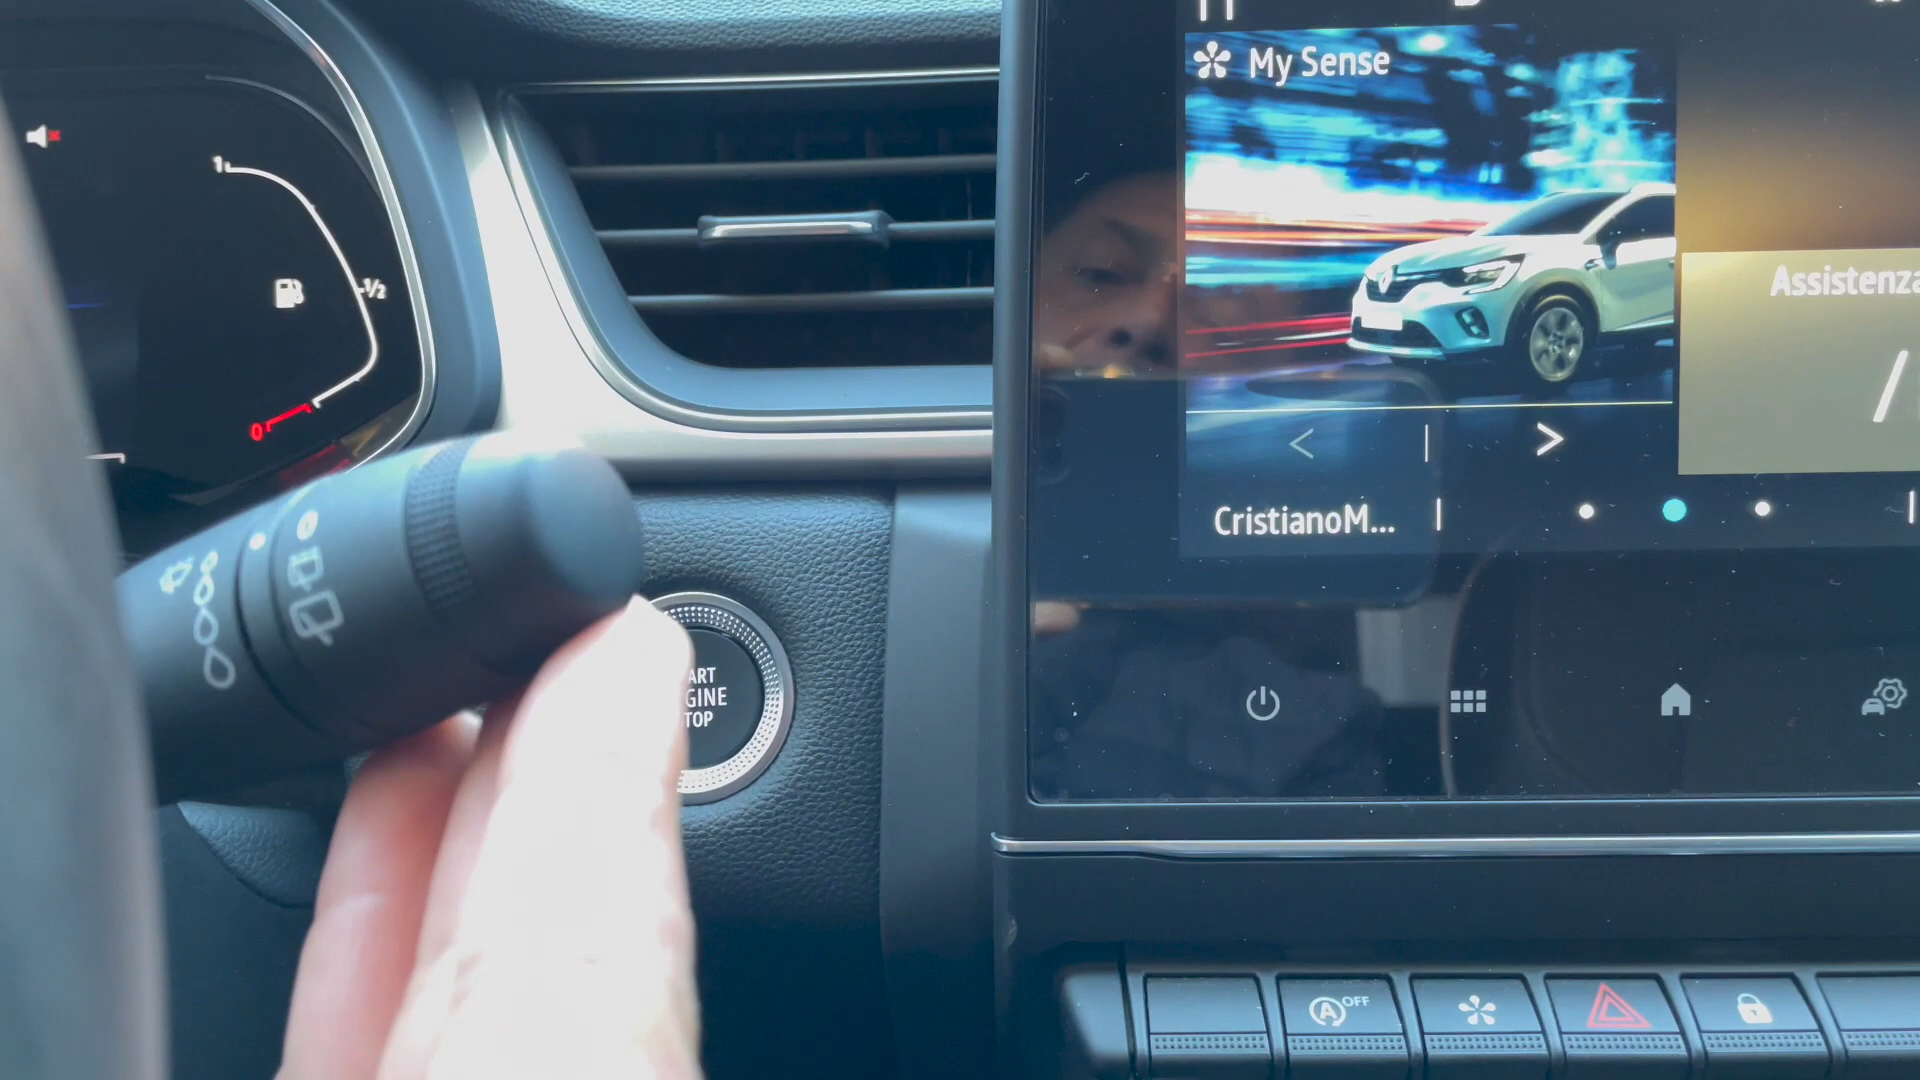 1
1/2
0
ART
GINE
TOP
My Sense
Assistenza
CristianoM...
A OFF